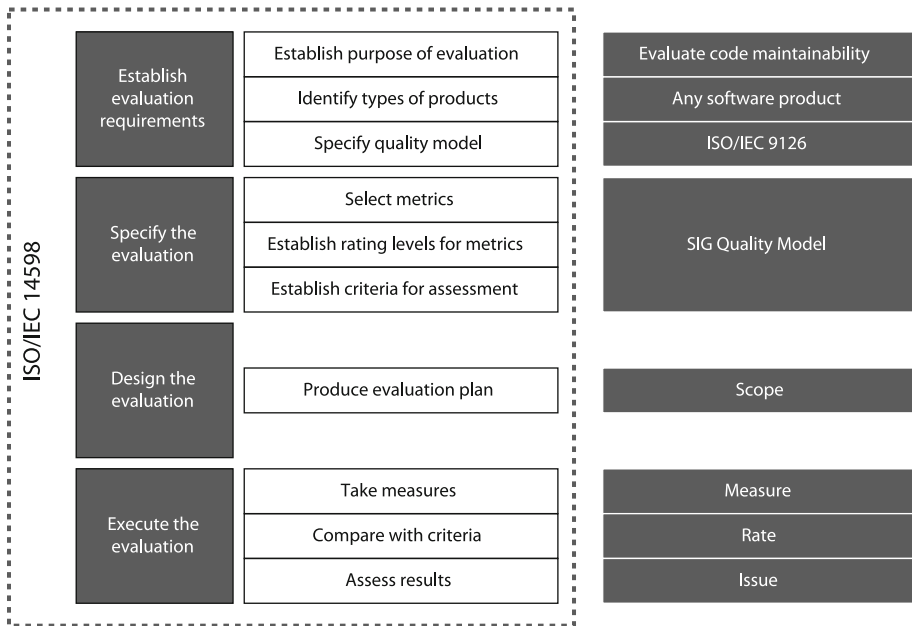 ISO/IEC 14598
Establish
evaluation
requirements
Establish purpose of evaluation
Identify types of products
Specify quality model
Evaluate code maintainability
Any software product
ISO/IEC 9126
Specify the
evaluation
Select metrics
Establish rating levels for metrics
Establish criteria for assessment
SIG Quality Model
Design the
evaluation
Produce evaluation plan
Scope
Execute the
evaluation
Take measures
Compare with criteria
Assess results
Measure
Rate
Issue